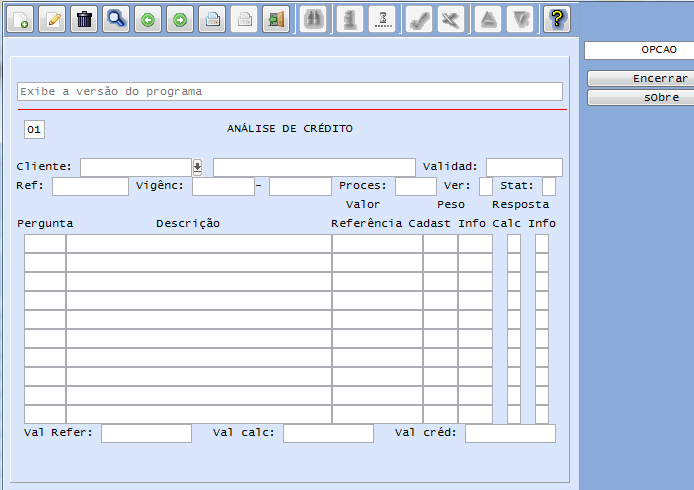 OPCAO
Encerrar
sObre
Exibe a versão do programa
01 ANÁLISE DE CRÉDITO
Cliente: Validad:
Ref: Vigênc: - Proces: Ver: Stat:
Valor Peso Resposta
Pergunta Descrição Referência Cadast Info Calc Info
Val Refer: Val calc: Val créd: